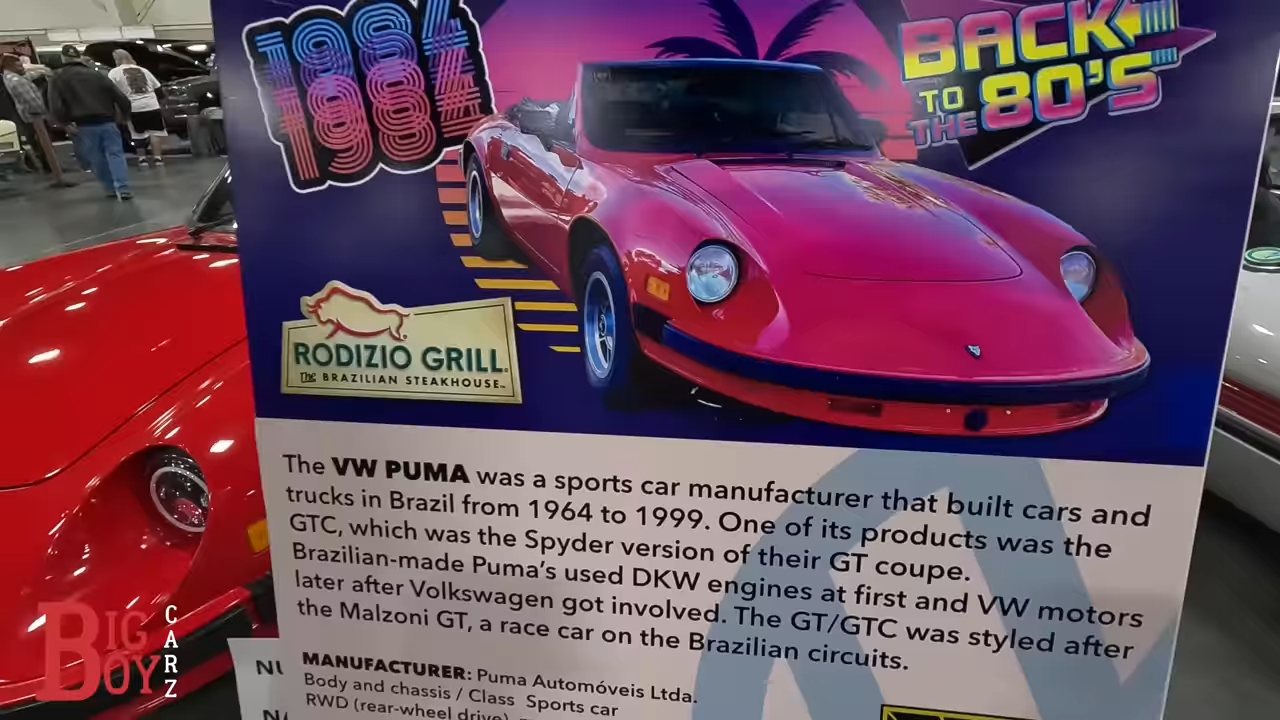 1984
1984
BACK
TO
THE 80'S
RODIZIO GRILL
The BRAZILIAN STEAKHOUSE
The VW PUMA was a sports car manufacturer that built cars and
trucks in Brazil from 1964 to 1999. One of its products was the
GTC, which was the Spyder version of their GT coupe.
Brazilian-made Puma's used DKW engines at first and VW motors
later after Volkswagen got involved. The GT/GTC was styled after
the Malzoni GT, a race car on the Brazilian circuits.
MANUFACTURER: Puma Automóveis Ltda.
Body and chassis / Class Sports car
RWD (rear-wheel drive),
BIG
BOY
CARZ